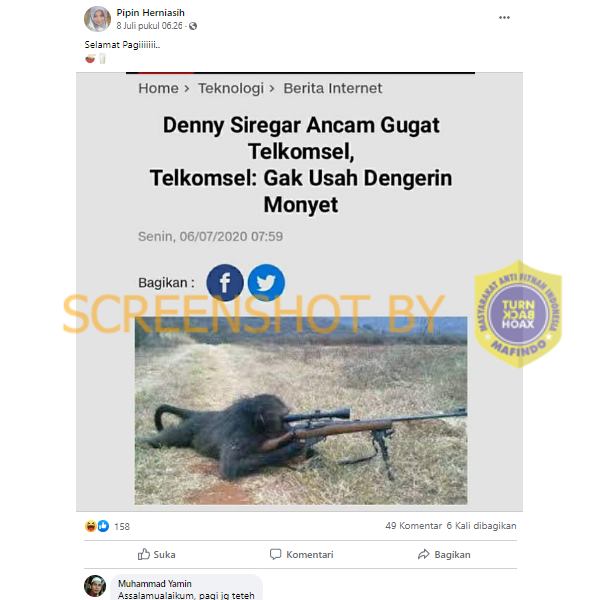 Pipin Herniasih
8 Juli pukul 06.26 ·
Selamat Pagiiiiiii..
Home > Teknologi > Berita Internet
Denny Siregar Ancam Gugat
Telkomsel,
Telkomsel: Gak Usah Dengerin
Monyet
Senin, 06/07/2020 07:59
Bagikan :
SCREENSHOT BY
MASYARAKAT ANTI FITNAH INDONESIA
TURN
BACK
HOAX
MAFINDO
158
49 Komentar 6 Kali dibagikan
Suka
Komentari
Bagikan
Muhammad Yamin
Assalamualaikum, pagi jg teteh